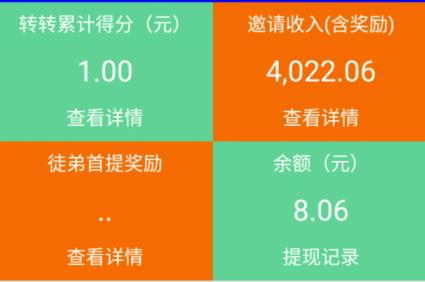 转转累计得分（元）
1.00
查看详情
邀请收入(含奖励)
4,022.06
查看详情
徒弟首提奖励
..
查看详情
余额（元）
8.06
提现记录